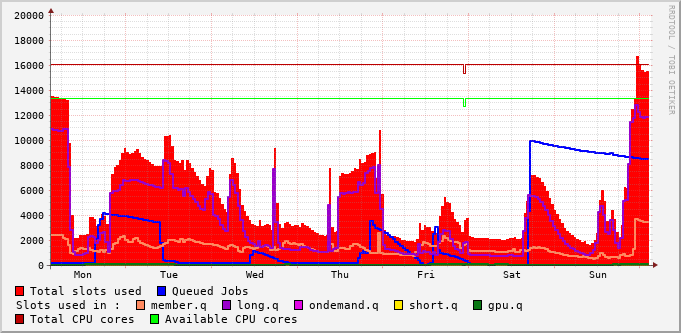 20000
18000
16000
14000
12000
10000
8000
6000
4000
2000
0
Mon Tue Wed Thu Fri Sat Sun
RRDTOOL / TOBI OETIKER
Total slots used Queued Jobs
Slots used in : member.q long.q ondemand.q short.q gpu.q
Total CPU cores Available CPU cores